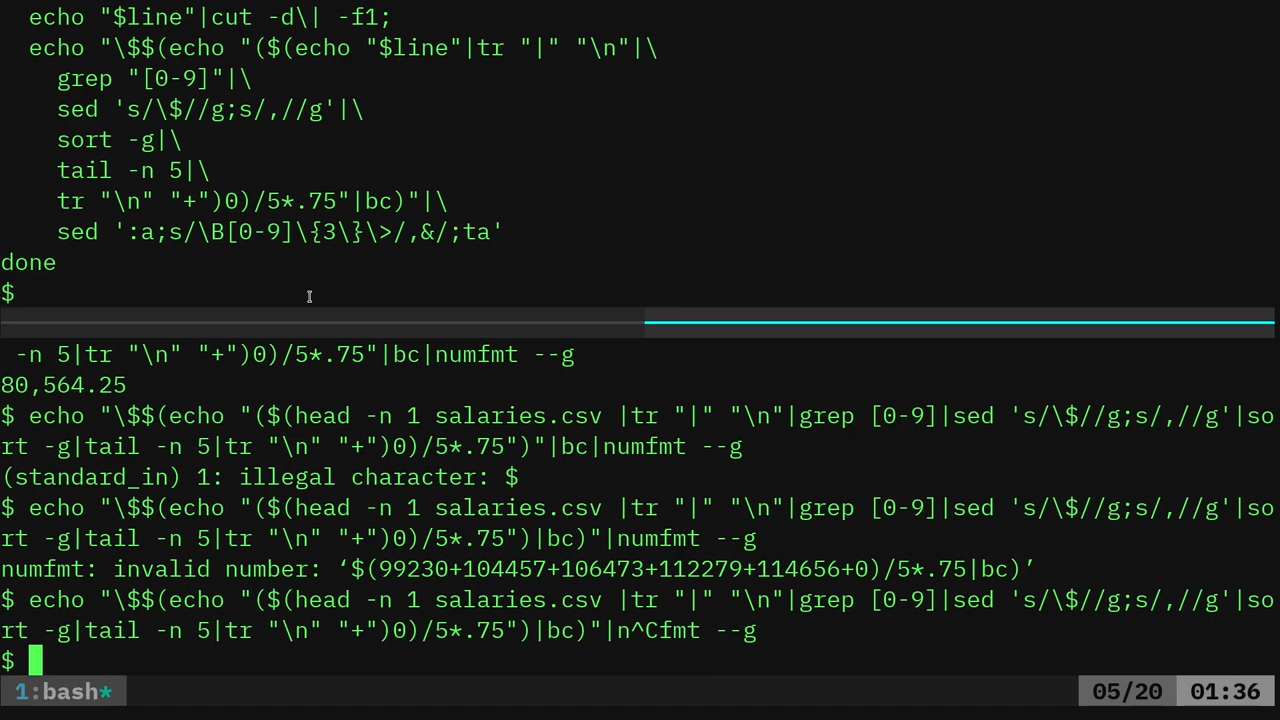 echo "$line"|cut -d\| -f1;
  echo "\$$(echo "($(echo "$line"|tr "|" "\n"|\
    grep "[0-9]"|\
    sed 's/\$//g;s/,//g'|\
    sort -g|\
    tail -n 5|\
    tr "\n" "+")0)/5*.75"|bc)"|\
    sed ':a;s/\B[0-9]\{3\}\>/,&/;ta'
done
$
 -n 5|tr "\n" "+")0)/5*.75"|bc|numfmt --g
80,564.25
$ echo "\$$(echo "($(head -n 1 salaries.csv |tr "|" "\n"|grep [0-9]|sed 's/\$//g;s/,//g'|so
rt -g|tail -n 5|tr "\n" "+")0)/5*.75")"|bc|numfmt --g
(standard_in) 1: illegal character: $
$ echo "\$$(echo "($(head -n 1 salaries.csv |tr "|" "\n"|grep [0-9]|sed 's/\$//g;s/,//g'|so
rt -g|tail -n 5|tr "\n" "+")0)/5*.75")|bc)"|numfmt --g
numfmt: invalid number: ‘$(99230+104457+106473+112279+114656+0)/5*.75|bc)’
$ echo "\$$(echo "($(head -n 1 salaries.csv |tr "|" "\n"|grep [0-9]|sed 's/\$//g;s/,//g'|so
rt -g|tail -n 5|tr "\n" "+")0)/5*.75")|bc)"|n^Cfmt --g
$
1:bash* 05/20 01:36